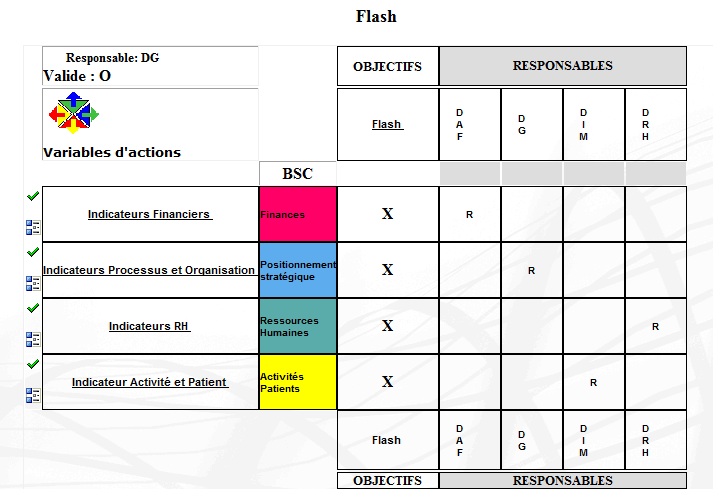 Flash
Responsable: DG
Valide : O
OBJECTIFS
RESPONSABLES
Variables d'actions
Flash
DAF
DG
DIM
DRH
BSC
Indicateurs Financiers
Finances
X
R
Indicateurs Processus et Organisation
Positionnement
stratégique
X
R
Indicateurs RH
Ressources
Humaines
X
R
Indicateur Activité et Patient
Activités
Patients
X
R
Flash
DAF
DG
DIM
DRH
OBJECTIFS
RESPONSABLES